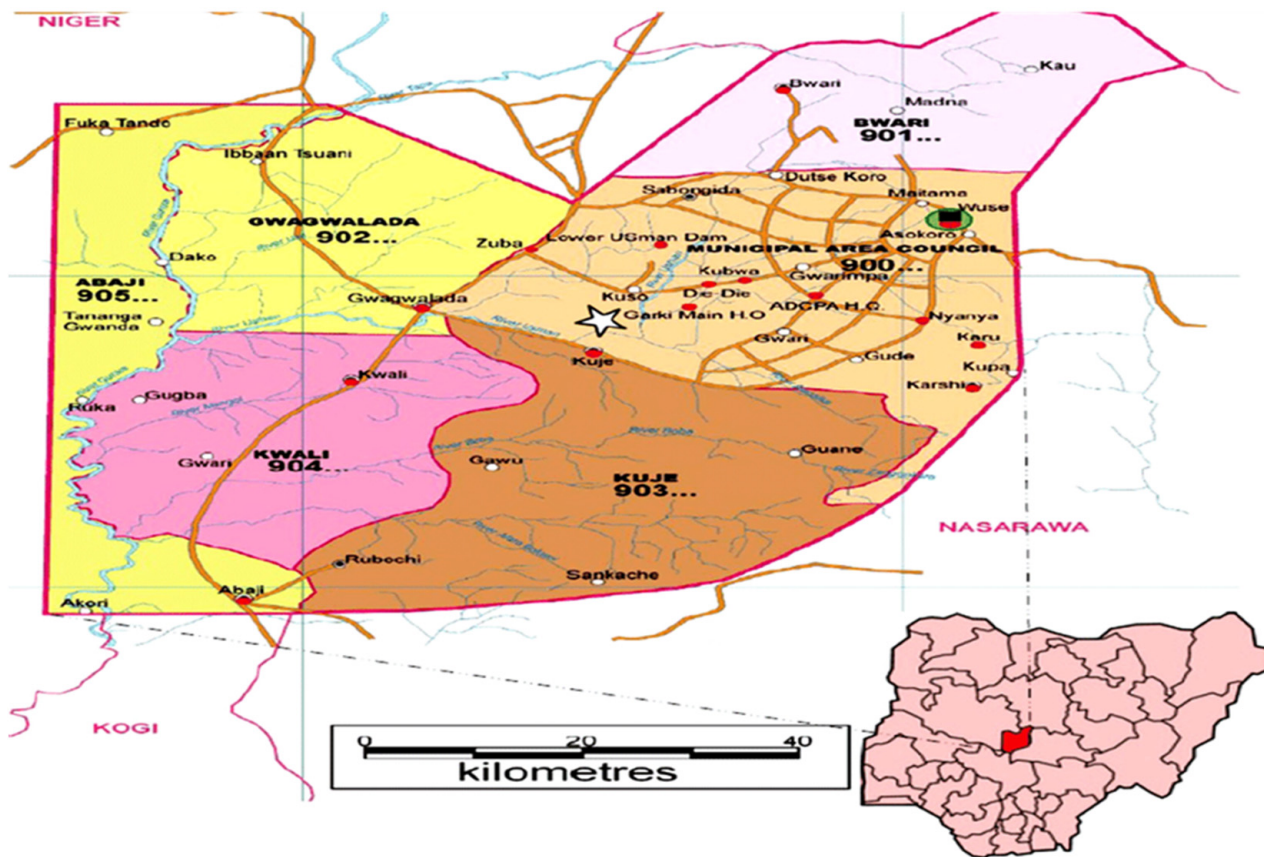 NIGER
Kau
Bwari
Madna
BWARI
901...
Fuka Tando
Ibbaan Tsuani
Dutse Koro
Sabongida
Maitama
Wuse
GWAGWALADA
902...
Asokoro
Zuba
Lower USman Dam
MUNICIPAL AREA COUNCIL
900...
Dako
Gwarimpa
Kubwa
ABAJI
905...
Kuso
Die-Die
ADCPA H.Q.
Gwagwalada
Tananga
Gwanda
Garki Main H.O
Nyanya
Gwari
Karu
Kuje
Gude
Kupa
Kwali
Karshi
Ruka
Gugba
Gwari
KWALI
904...
Gawu
Guane
KUJE
903...
NASARAWA
Rubochi
Sankache
Abaji
Akori
KOGI
0 20 40
kilometres